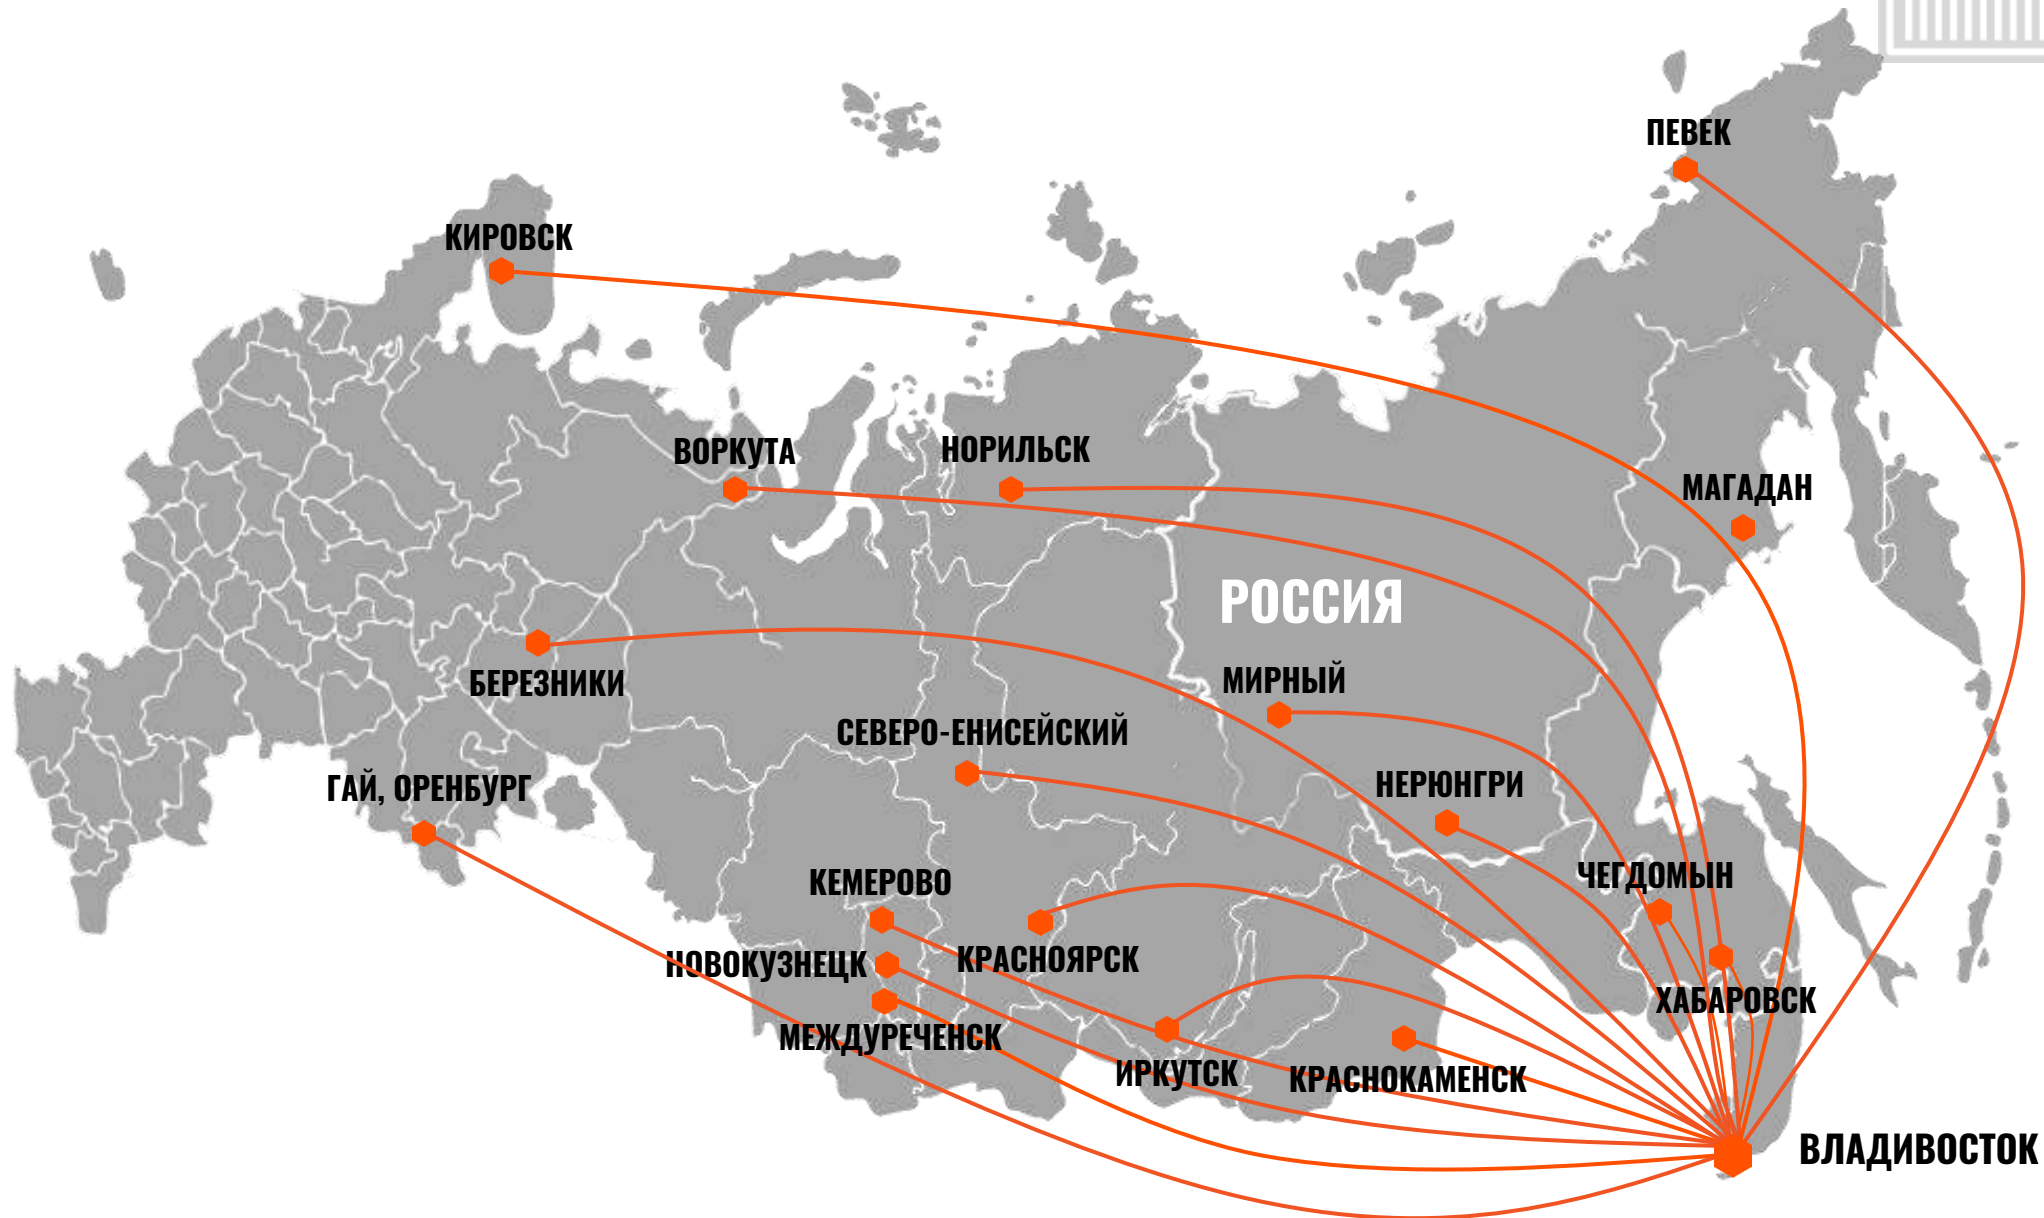 ПЕВЕК
КИРОВСК
ВОРКУТА
НОРИЛЬСК
МАГАДАН
РОССИЯ
БЕРЕЗНИКИ
МИРНЫЙ
СЕВЕРО-ЕНИСЕЙСКИЙ
ГАЙ, ОРЕНБУРГ
НЕРЮНГРИ
КЕМЕРОВО
ЧЕГДОМЫН
НОВОКУЗНЕЦК
КРАСНОЯРСК
ХАБАРОВСК
МЕЖДУРЕЧЕНСК
ИРКУТСК
КРАСНОКАМЕНСК
ВЛАДИВОСТОК